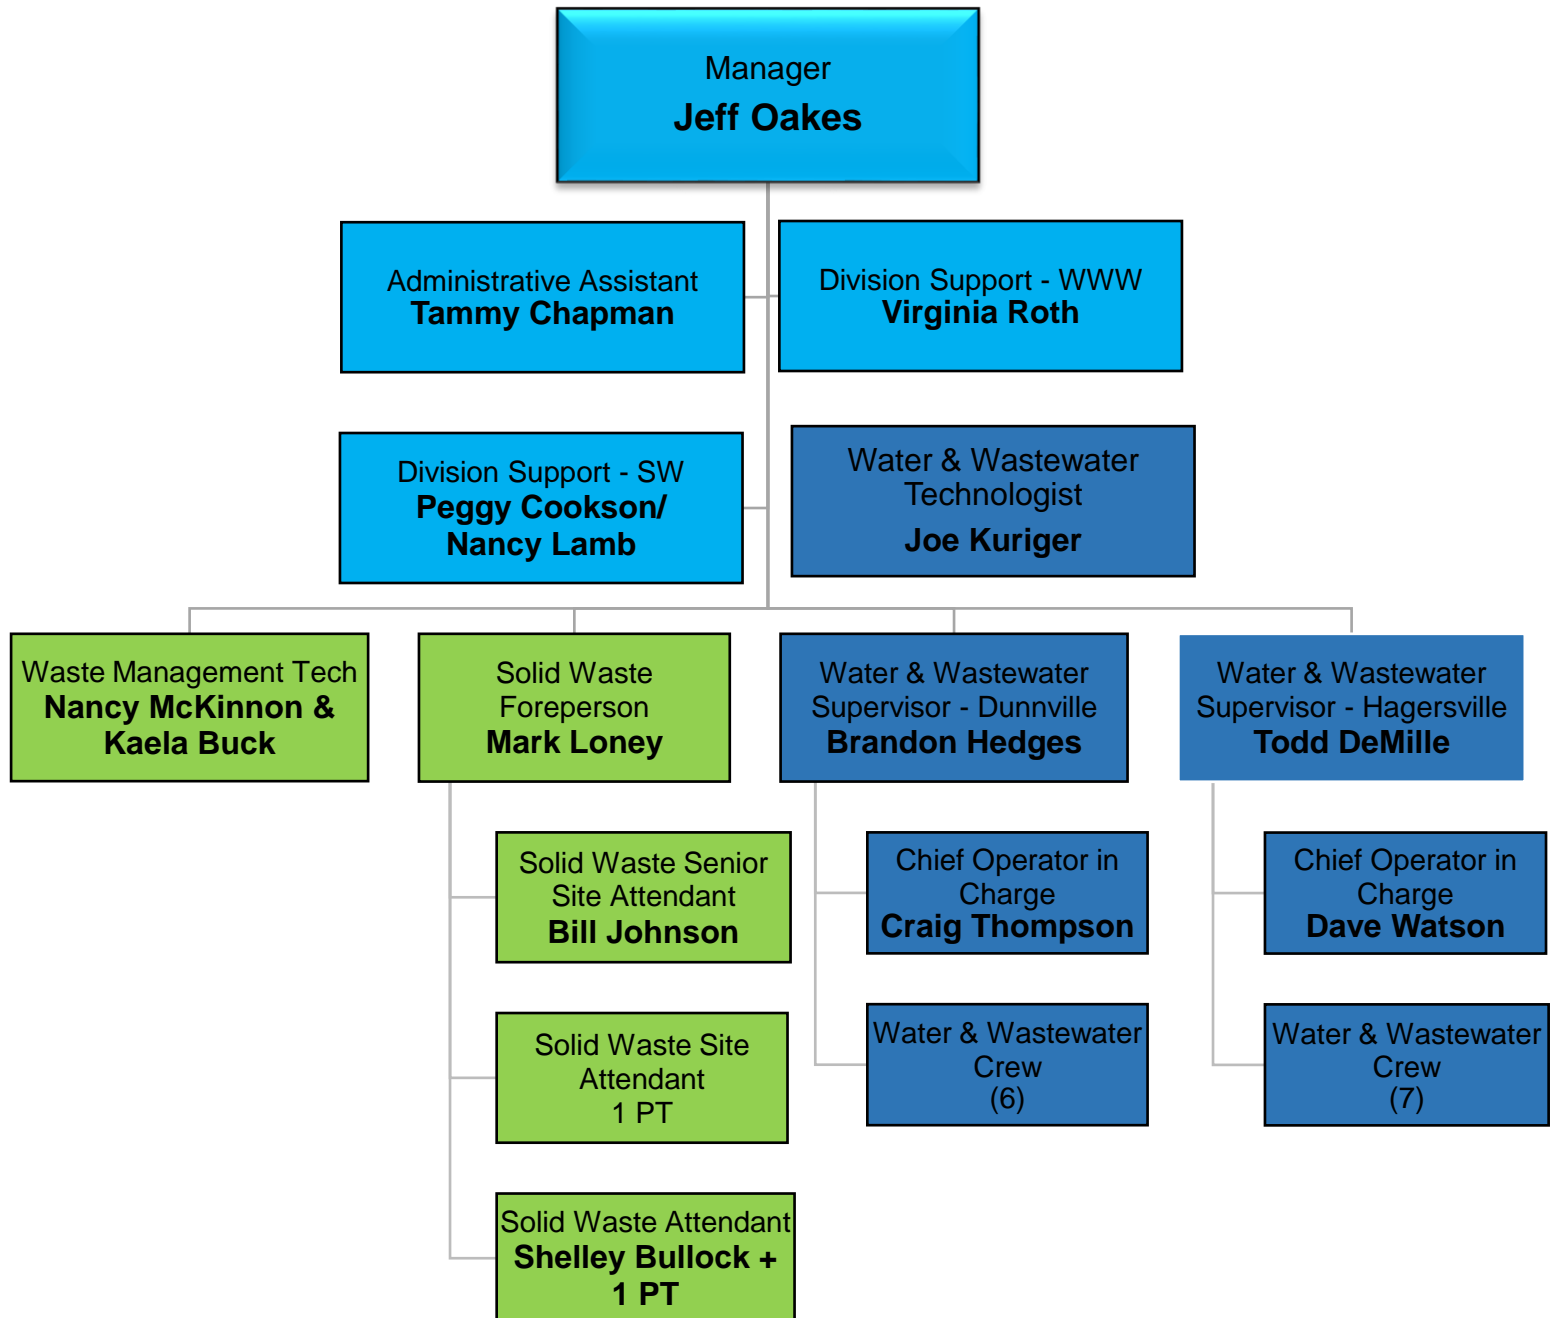 Manager
Jeff Oakes
Administrative Assistant
Tammy Chapman
Division Support - WWW
Virginia Roth
Division Support - SW
Peggy Cookson/
Nancy Lamb
Water & Wastewater
Technologist
Joe Kuriger
Waste Management Tech
Nancy McKinnon &
Kaela Buck
Solid Waste
Foreperson
Mark Loney
Water & Wastewater
Supervisor - Dunnville
Brandon Hedges
Water & Wastewater
Supervisor - Hagersville
Todd DeMille
Solid Waste Senior
Site Attendant
Bill Johnson
Chief Operator in
Charge
Craig Thompson
Chief Operator in
Charge
Dave Watson
Solid Waste Site
Attendant
1 PT
Water & Wastewater
Crew
(6)
Water & Wastewater
Crew
(7)
Solid Waste Attendant
Shelley Bullock +
1 PT